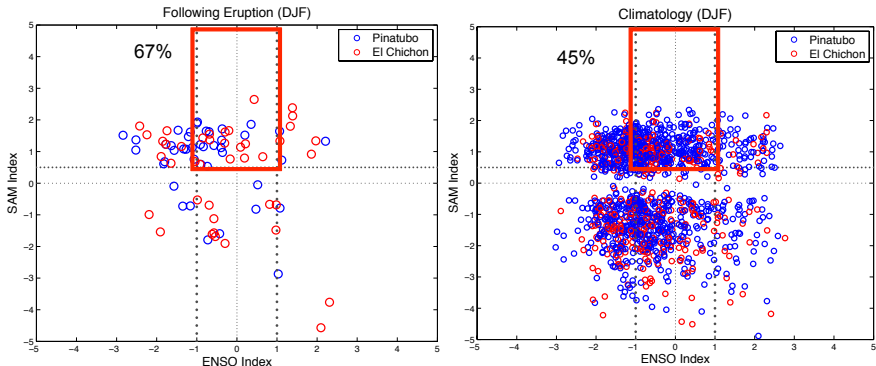 Following Eruption (DJF)
67%
Pinatubo
El Chichon
SAM Index
5
4
3
2
1
0
−1
−2
−3
−4
−5
−5 −4 −3 −2 −1 0 1 2 3 4 5
ENSO Index
Climatology (DJF)
45%
Pinatubo
El Chichon
SAM Index
5
4
3
2
1
0
−1
−2
−3
−4
−5
−5 −4 −3 −2 −1 0 1 2 3 4 5
ENSO Index